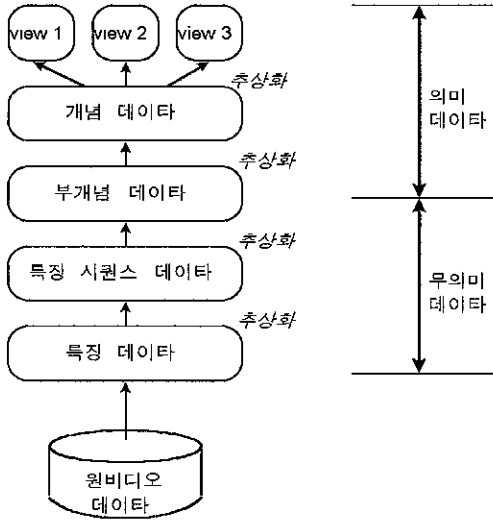 view 1 view 2 view 3
추상화
개념 데이타
의미
데이타
추상화
부개념 데이타
추상화
특징 시퀀스 데이타
무의미
데이타
추상화
특징 데이타
원비디오
데이타